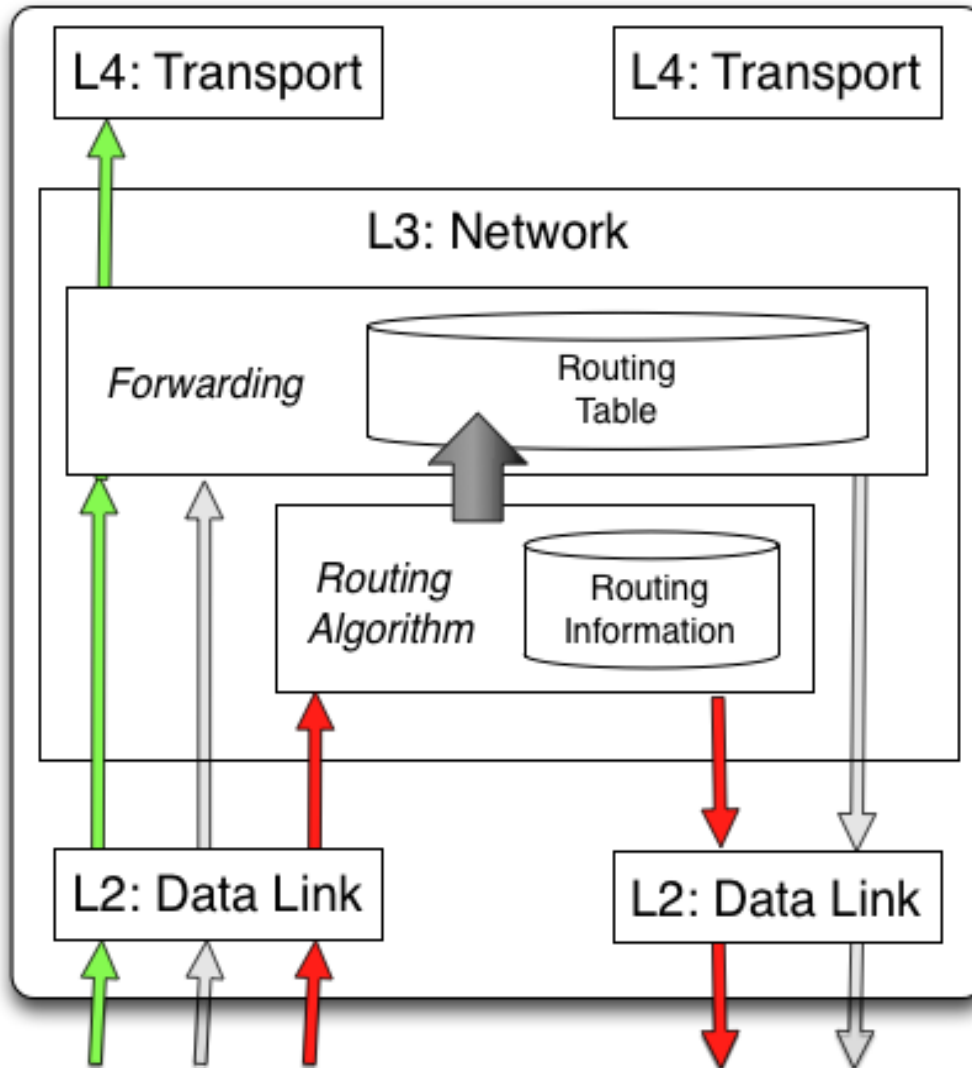 L4: Transport
L4: Transport
L3: Network
Forwarding
Routing
Table
Routing
Algorithm
Routing
Information
L2: Data Link
L2: Data Link